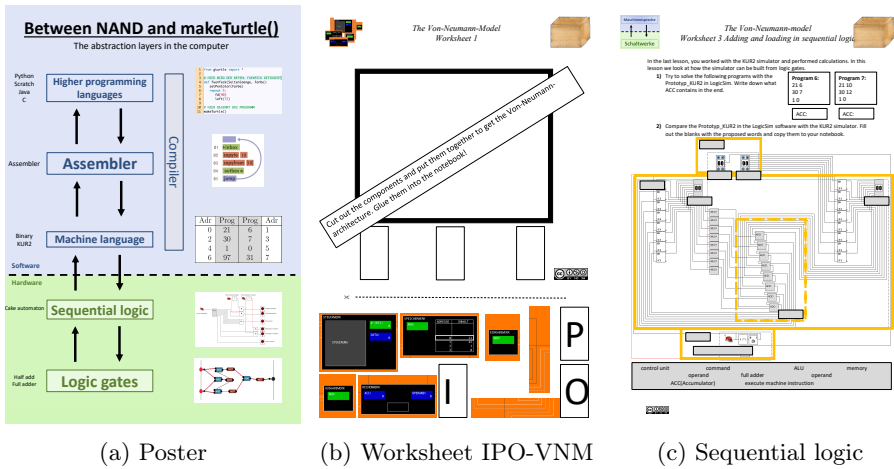 Between NAND and makeTurtle()
The abstraction layers in the computer
Python
Scratch
Java
C
Higher programming
languages
Assembler
Assembler
Compiler
Binary
KUR2
Machine language
Adr Prog Prog Adr
0 21 6 1
2 30 7 3
4 1 0 5
6 97 31 7
Software
Hardware
Cake automaton
Sequential logic
Half add
Full adder
Logic gates
(a) Poster
The Von-Neumann-Model
Worksheet 1
Cut out the components and put them together to get the Von-Neumann-
architecture. Glue them into the notebook!
P
I
O
(b) Worksheet IPO-VNM
Maschinensprache
Schaltwerke
The Von-Neumann-model
Worksheet 3 Adding and loading in sequential logic
In the last lesson, you worked with the KUR2 simulator and performed calculations. In this
lesson we look at how the simulator can be built from logic gates.
1) Try to solve the following programs with the
Prototyp_KUR2 in LogicSim. Write down what
ACC contains in the end.
Program 6:
21 6
30 7
1 0
Program 7:
21 10
30 12
1 0
ACC:
ACC:
2) Compare the Prototyp_KUR2 in the LogicSim software with the KUR2 simulator. Fill
out the blanks with the proposed words and copy them to your notebook.
control unit command ALU memory
operand full adder operand
ACC(Accumulator) execute machine instruction
(c) Sequential logic